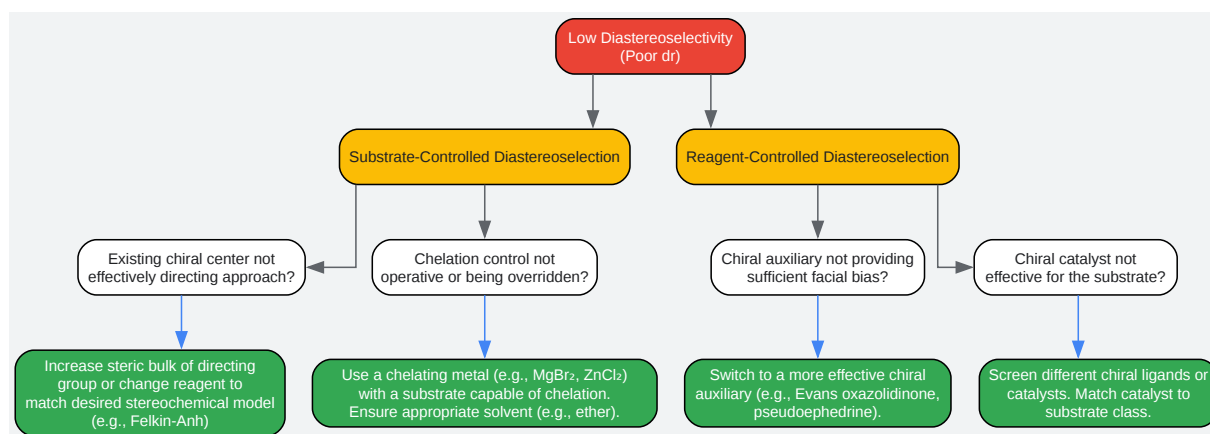 Low Diastereoselectivity
(Poor dr)
Substrate-Controlled Diastereoselection
Reagent-Controlled Diastereoselection
Existing chiral center not
effectively directing approach?
Chelation control not
operative or being overridden?
Chiral auxiliary not providing
sufficient facial bias?
Chiral catalyst not
effective for the substrate?
Increase steric bulk of directing
group or change reagent to
match desired stereochemical model
(e.g., Felkin-Anh)
Use a chelating metal (e.g., MgBr₂, ZnCl₂)
with a substrate capable of chelation.
Ensure appropriate solvent (e.g., ether).
Switch to a more effective chiral
auxiliary (e.g., Evans oxazolidinone,
pseudoephedrine).
Screen different chiral ligands or
catalysts. Match catalyst to
substrate class.